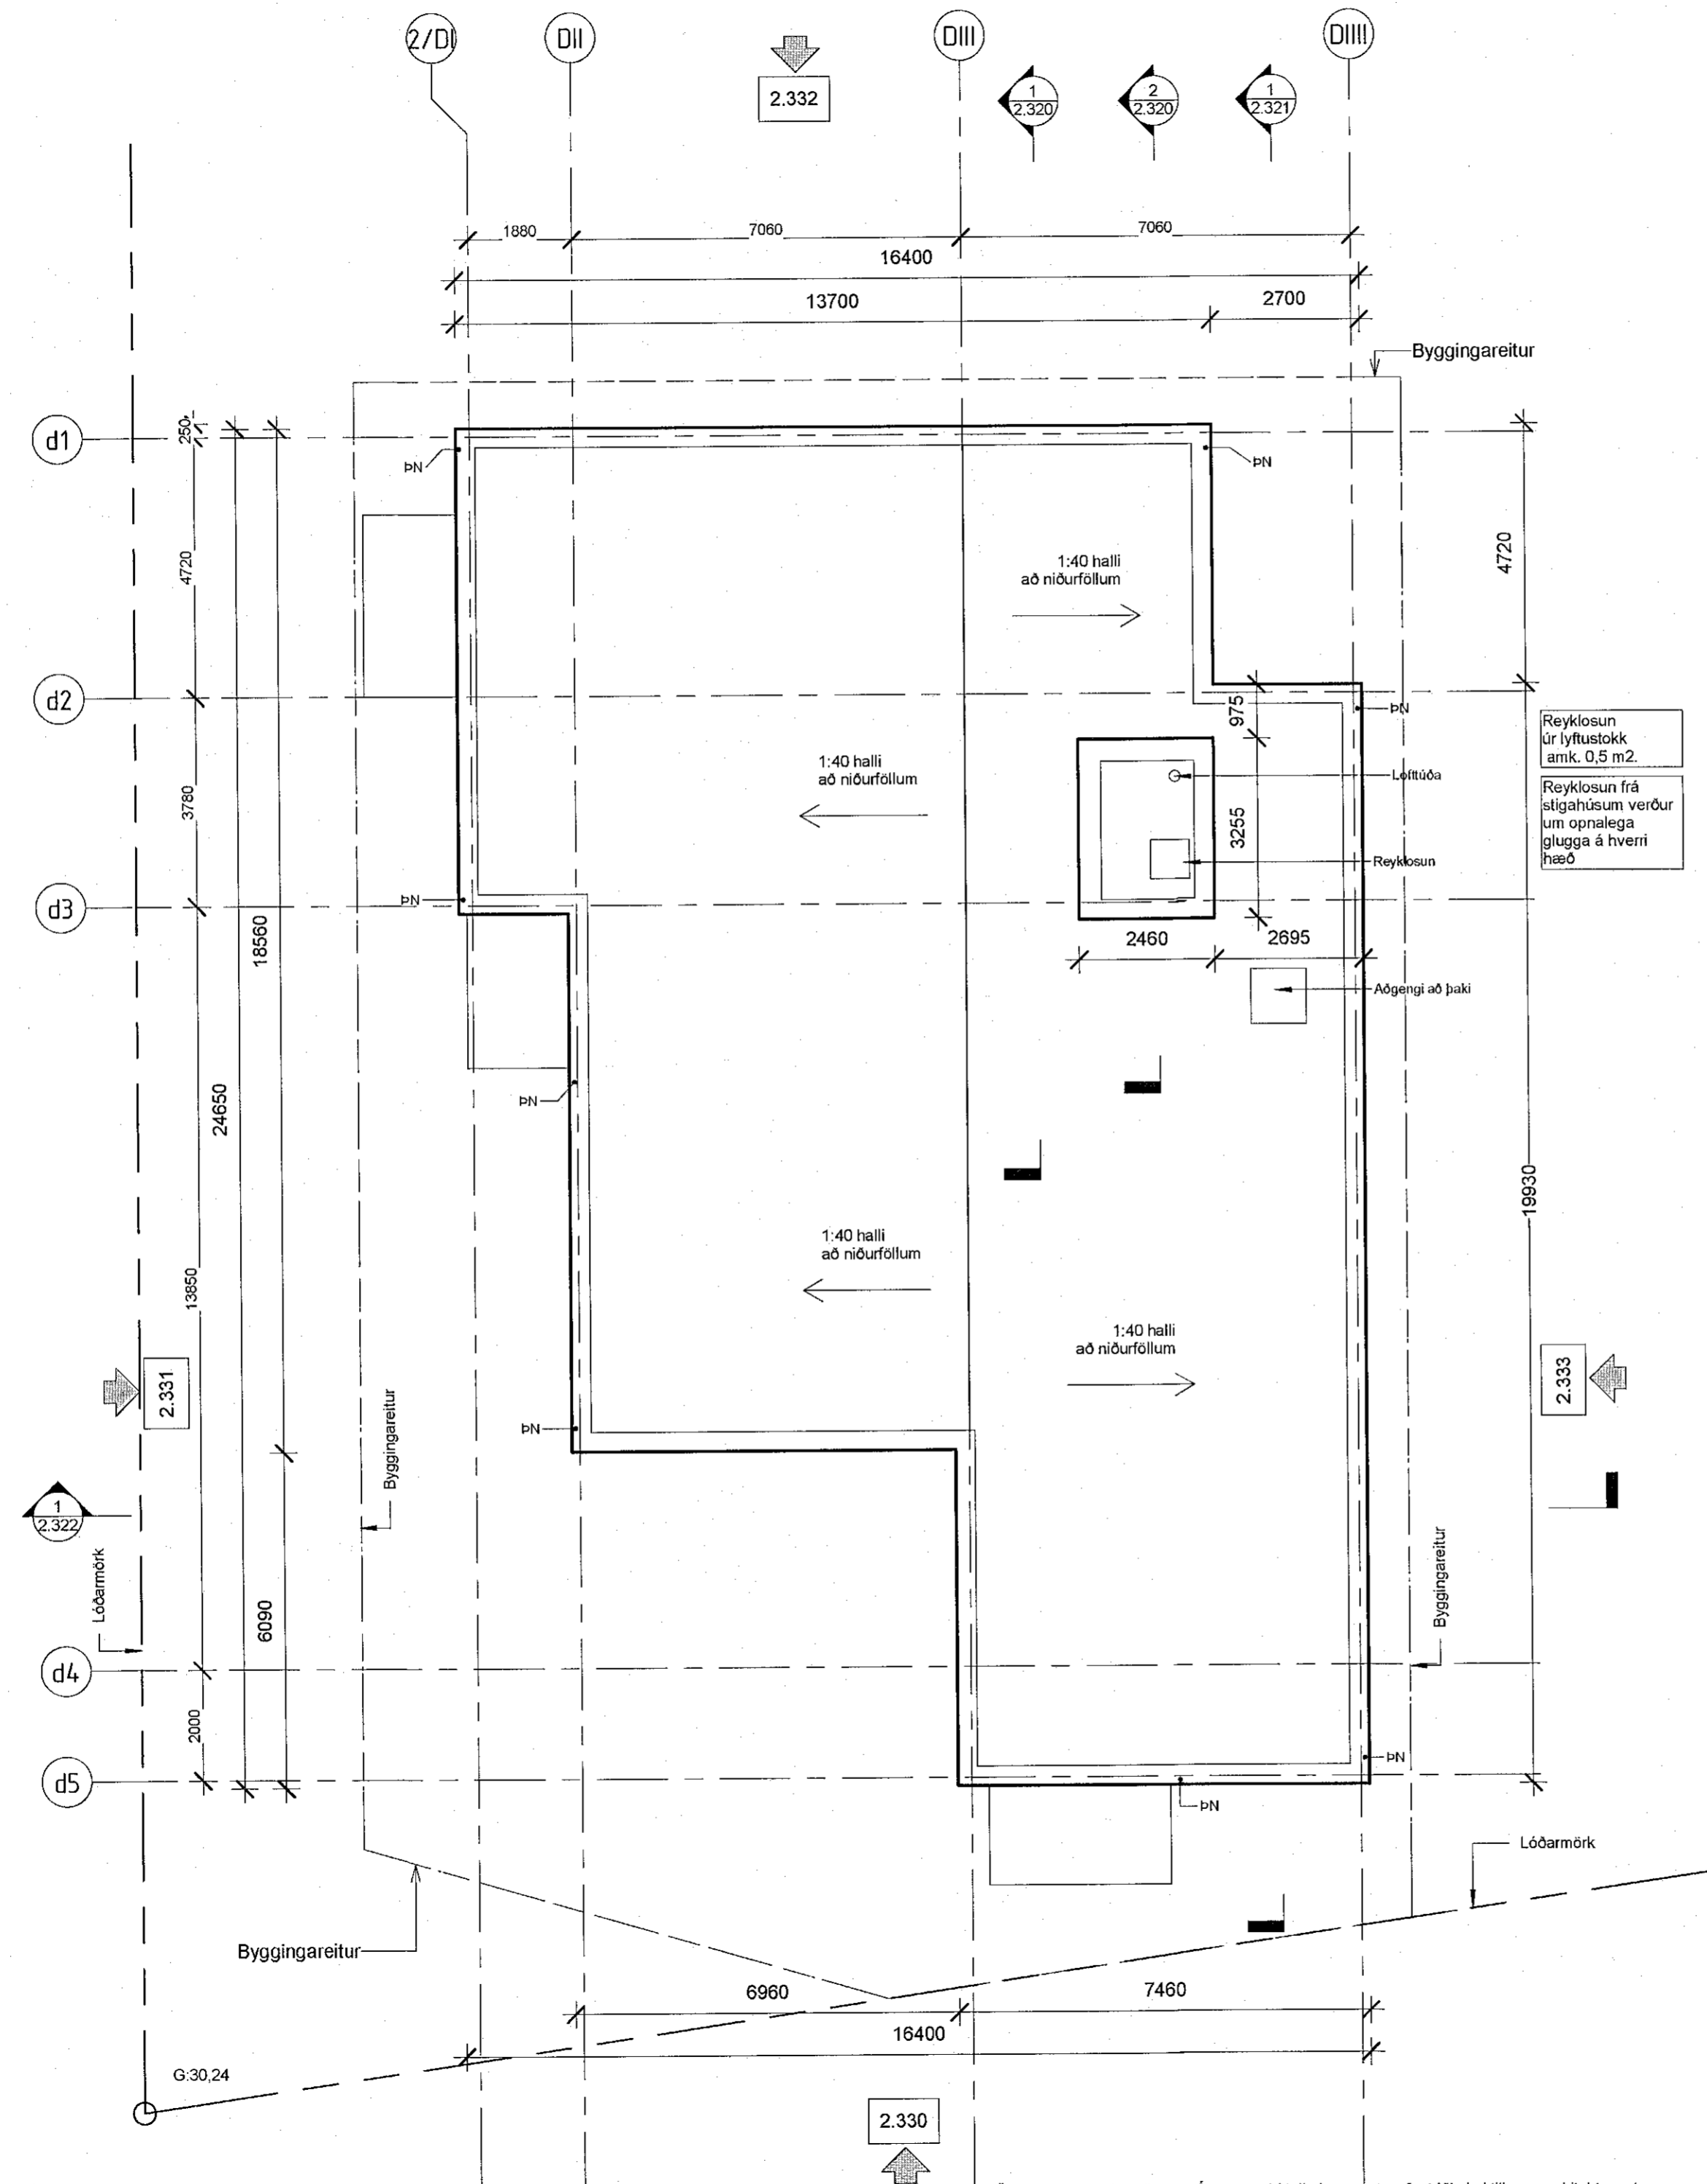 2/DI
DII
DIII
DIIII
2.332
1
2.320
2
2.320
1
2.321
1880
7060
7060
16400
13700
2700
Byggingareitur
d1
250
ÞN
ÞN
4720
4720
1:40 halli
að niðurföllum
d2
975
ÞN
Reyklosun
úr lyftustokk
amk. 0,5 m2.
1:40 halli
að niðurföllum
Lofttúða
3780
3255
Reyklosun frá
stigahúsum verður
um opnalega
glugga á hverri
hæð
Reyklosun
d3
ÞN
18560
2460
2695
Aðgengi að þaki
24650
ÞN
19930
13850
1:40 halli
að niðurföllum
1:40 halli
að niðurföllum
2.331
2.333
Byggingareitur
ÞN
1
2.322
Lóðarmörk
6090
Byggingareitur
d4
2000
d5
ÞN
ÞN
Lóðarmörk
Byggingareitur
6960
7460
16400
G:30,24
2.330